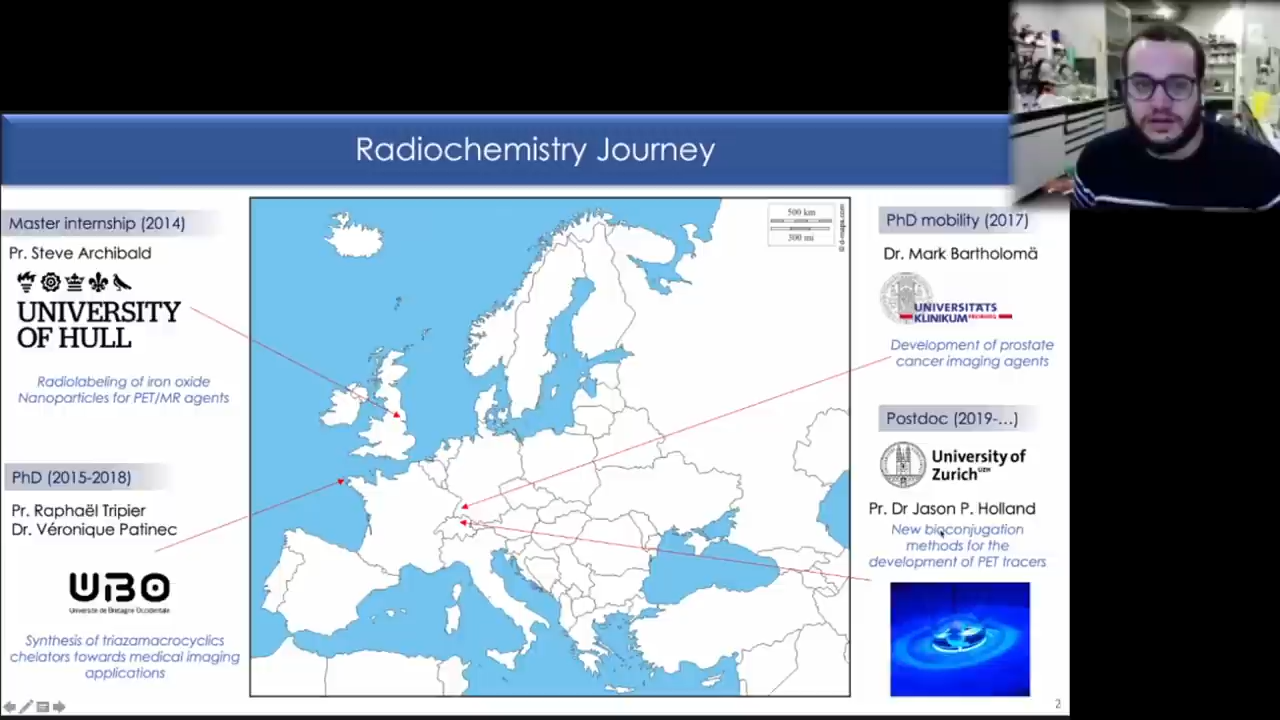 Radiochemistry Journey
Master internship (2014)
Pr. Steve Archibald
UNIVERSITY
OF HULL
Radiolabeling of iron oxide
Nanoparticles for PET/MR agents
PhD (2015-2018)
Pr. Raphaël Tripier
Dr. Véronique Patinec
UBO
Université de Bretagne Occidentale
Synthesis of triazamacrocyclics
chelators towards medical imaging
applications
500 km
300 mi
© d-maps.com
PhD mobility (2017)
Dr. Mark Bartholomä
UNIVERSITÄTS
KLINIKUM FREIBURG
Development of prostate
cancer imaging agents
Postdoc (2019-...)
University of
Zurich UZH
Pr. Dr Jason P. Holland
New bioconjugation
methods for the
development of PET tracers
2